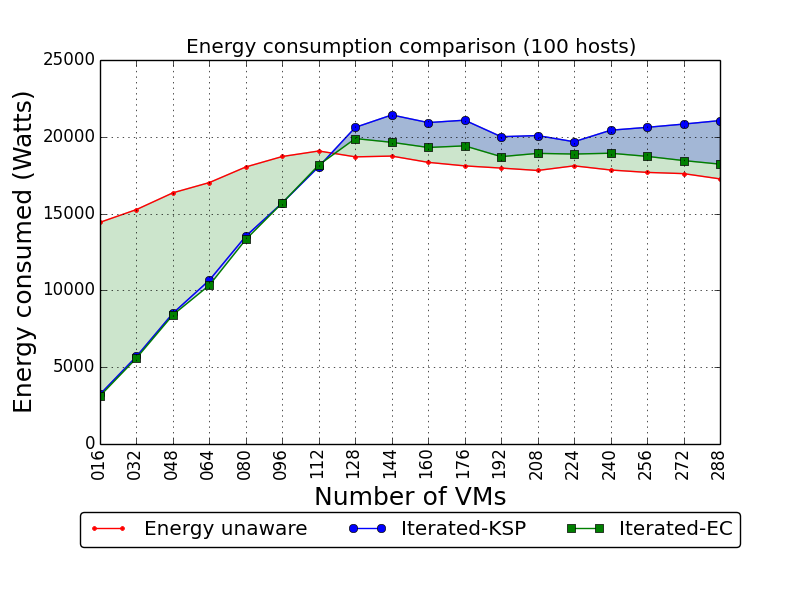 Energy consumption comparison (100 hosts)
25000
20000
15000
10000
5000
0
Energy consumed (Watts)
016 032 048 064 080 096 112 128 144 160 176 192 208 224 240 256 272 288
Number of VMs
Energy unaware Iterated-KSP Iterated-EC